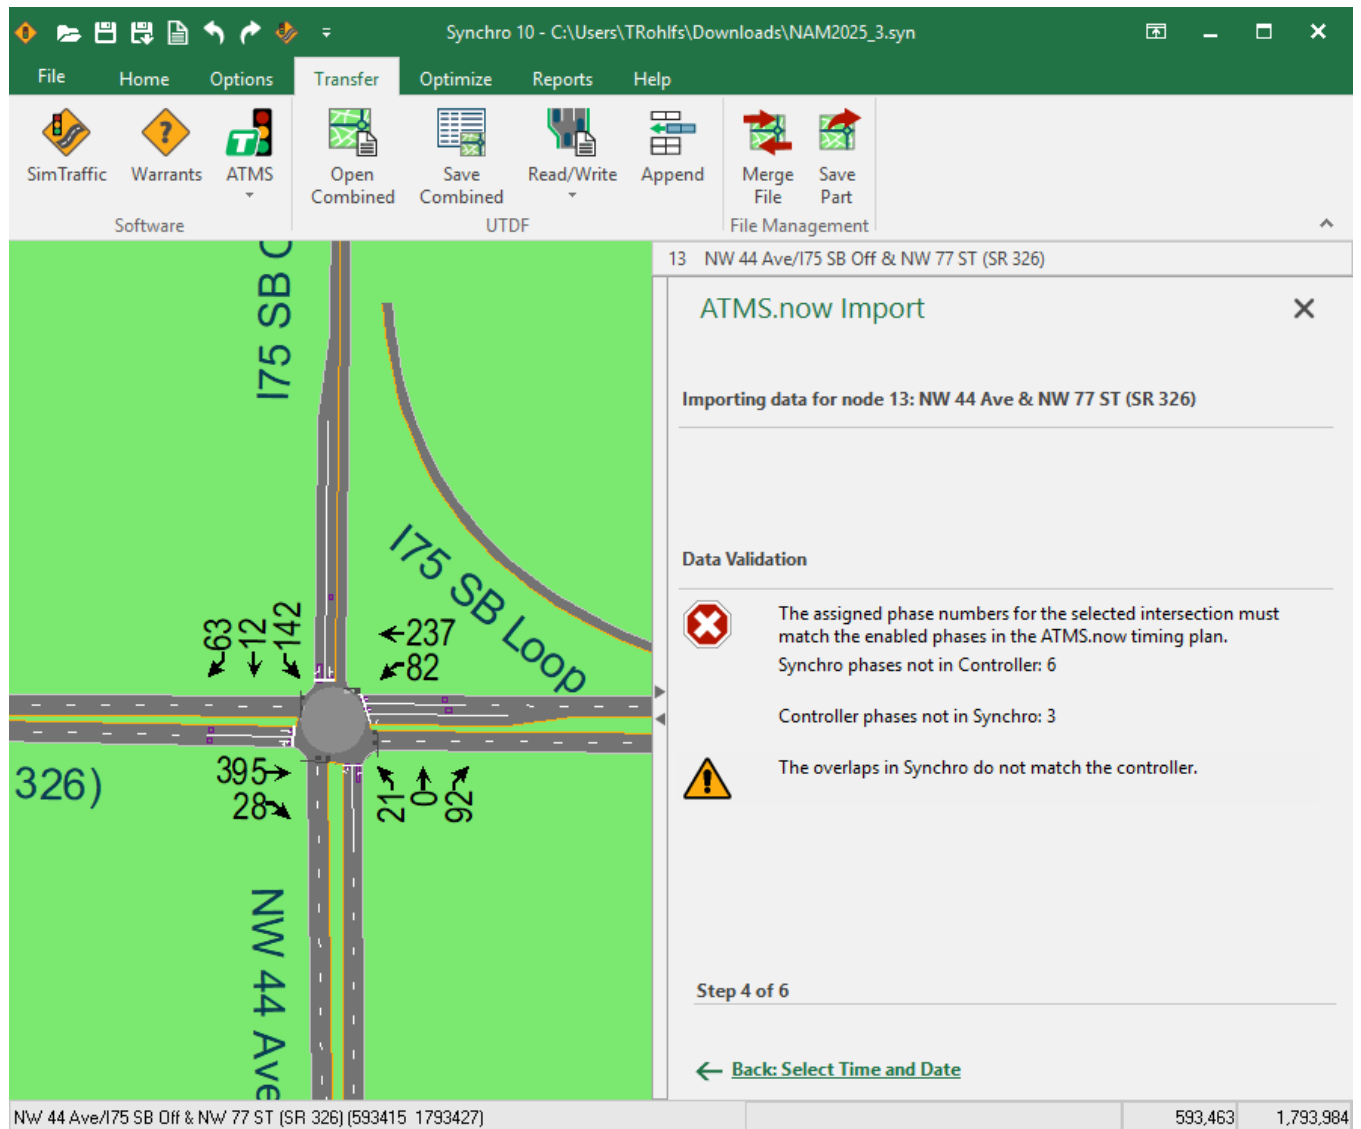 Synchro 10 - C:\Users\TRohlfs\Downloads\NAM2025_3.syn
File Home Options Transfer Optimize Reports Help
SimTraffic Warrants ATMS Open Combined Save Combined Read/Write Append Merge File Save Part
Software UTDF File Management
13 NW 44 Ave/I75 SB Off & NW 77 ST (SR 326)
ATMS.now Import
Importing data for node 13: NW 44 Ave & NW 77 ST (SR 326)
Data Validation
The assigned phase numbers for the selected intersection must
match the enabled phases in the ATMS.now timing plan.
Synchro phases not in Controller: 6
Controller phases not in Synchro: 3
The overlaps in Synchro do not match the controller.
Step 4 of 6
Back: Select Time and Date
I75 SB
I75 SB Loop
63
12
142
237
82
395
28
21
0
92
326)
NW 44 Ave
NW 44 Ave/I75 SB Off & NW 77 ST (SR 326) (593415 1793427)
593,463 1,793,984